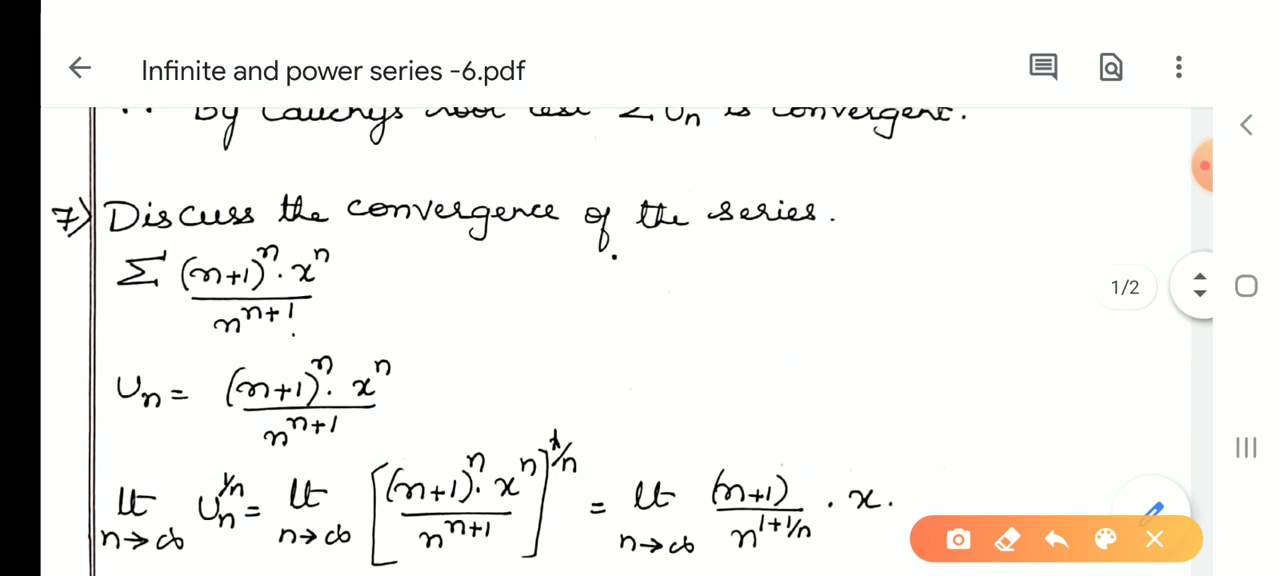 Infinite and power series -6.pdf
∴ By Cauchys root test Σ Un is convergent.
7) Discuss the convergence of the series.
Σ (n+1)^n . x^n / n^(n+1)
1/2
Un = (n+1)^n . x^n / n^(n+1)
lt n→∞ Un^(1/n) = lt n→∞ [(n+1)^n . x^n / n^(n+1)]^(1/n) = lt n→∞ (n+1) / n^(1+1/n) . x.